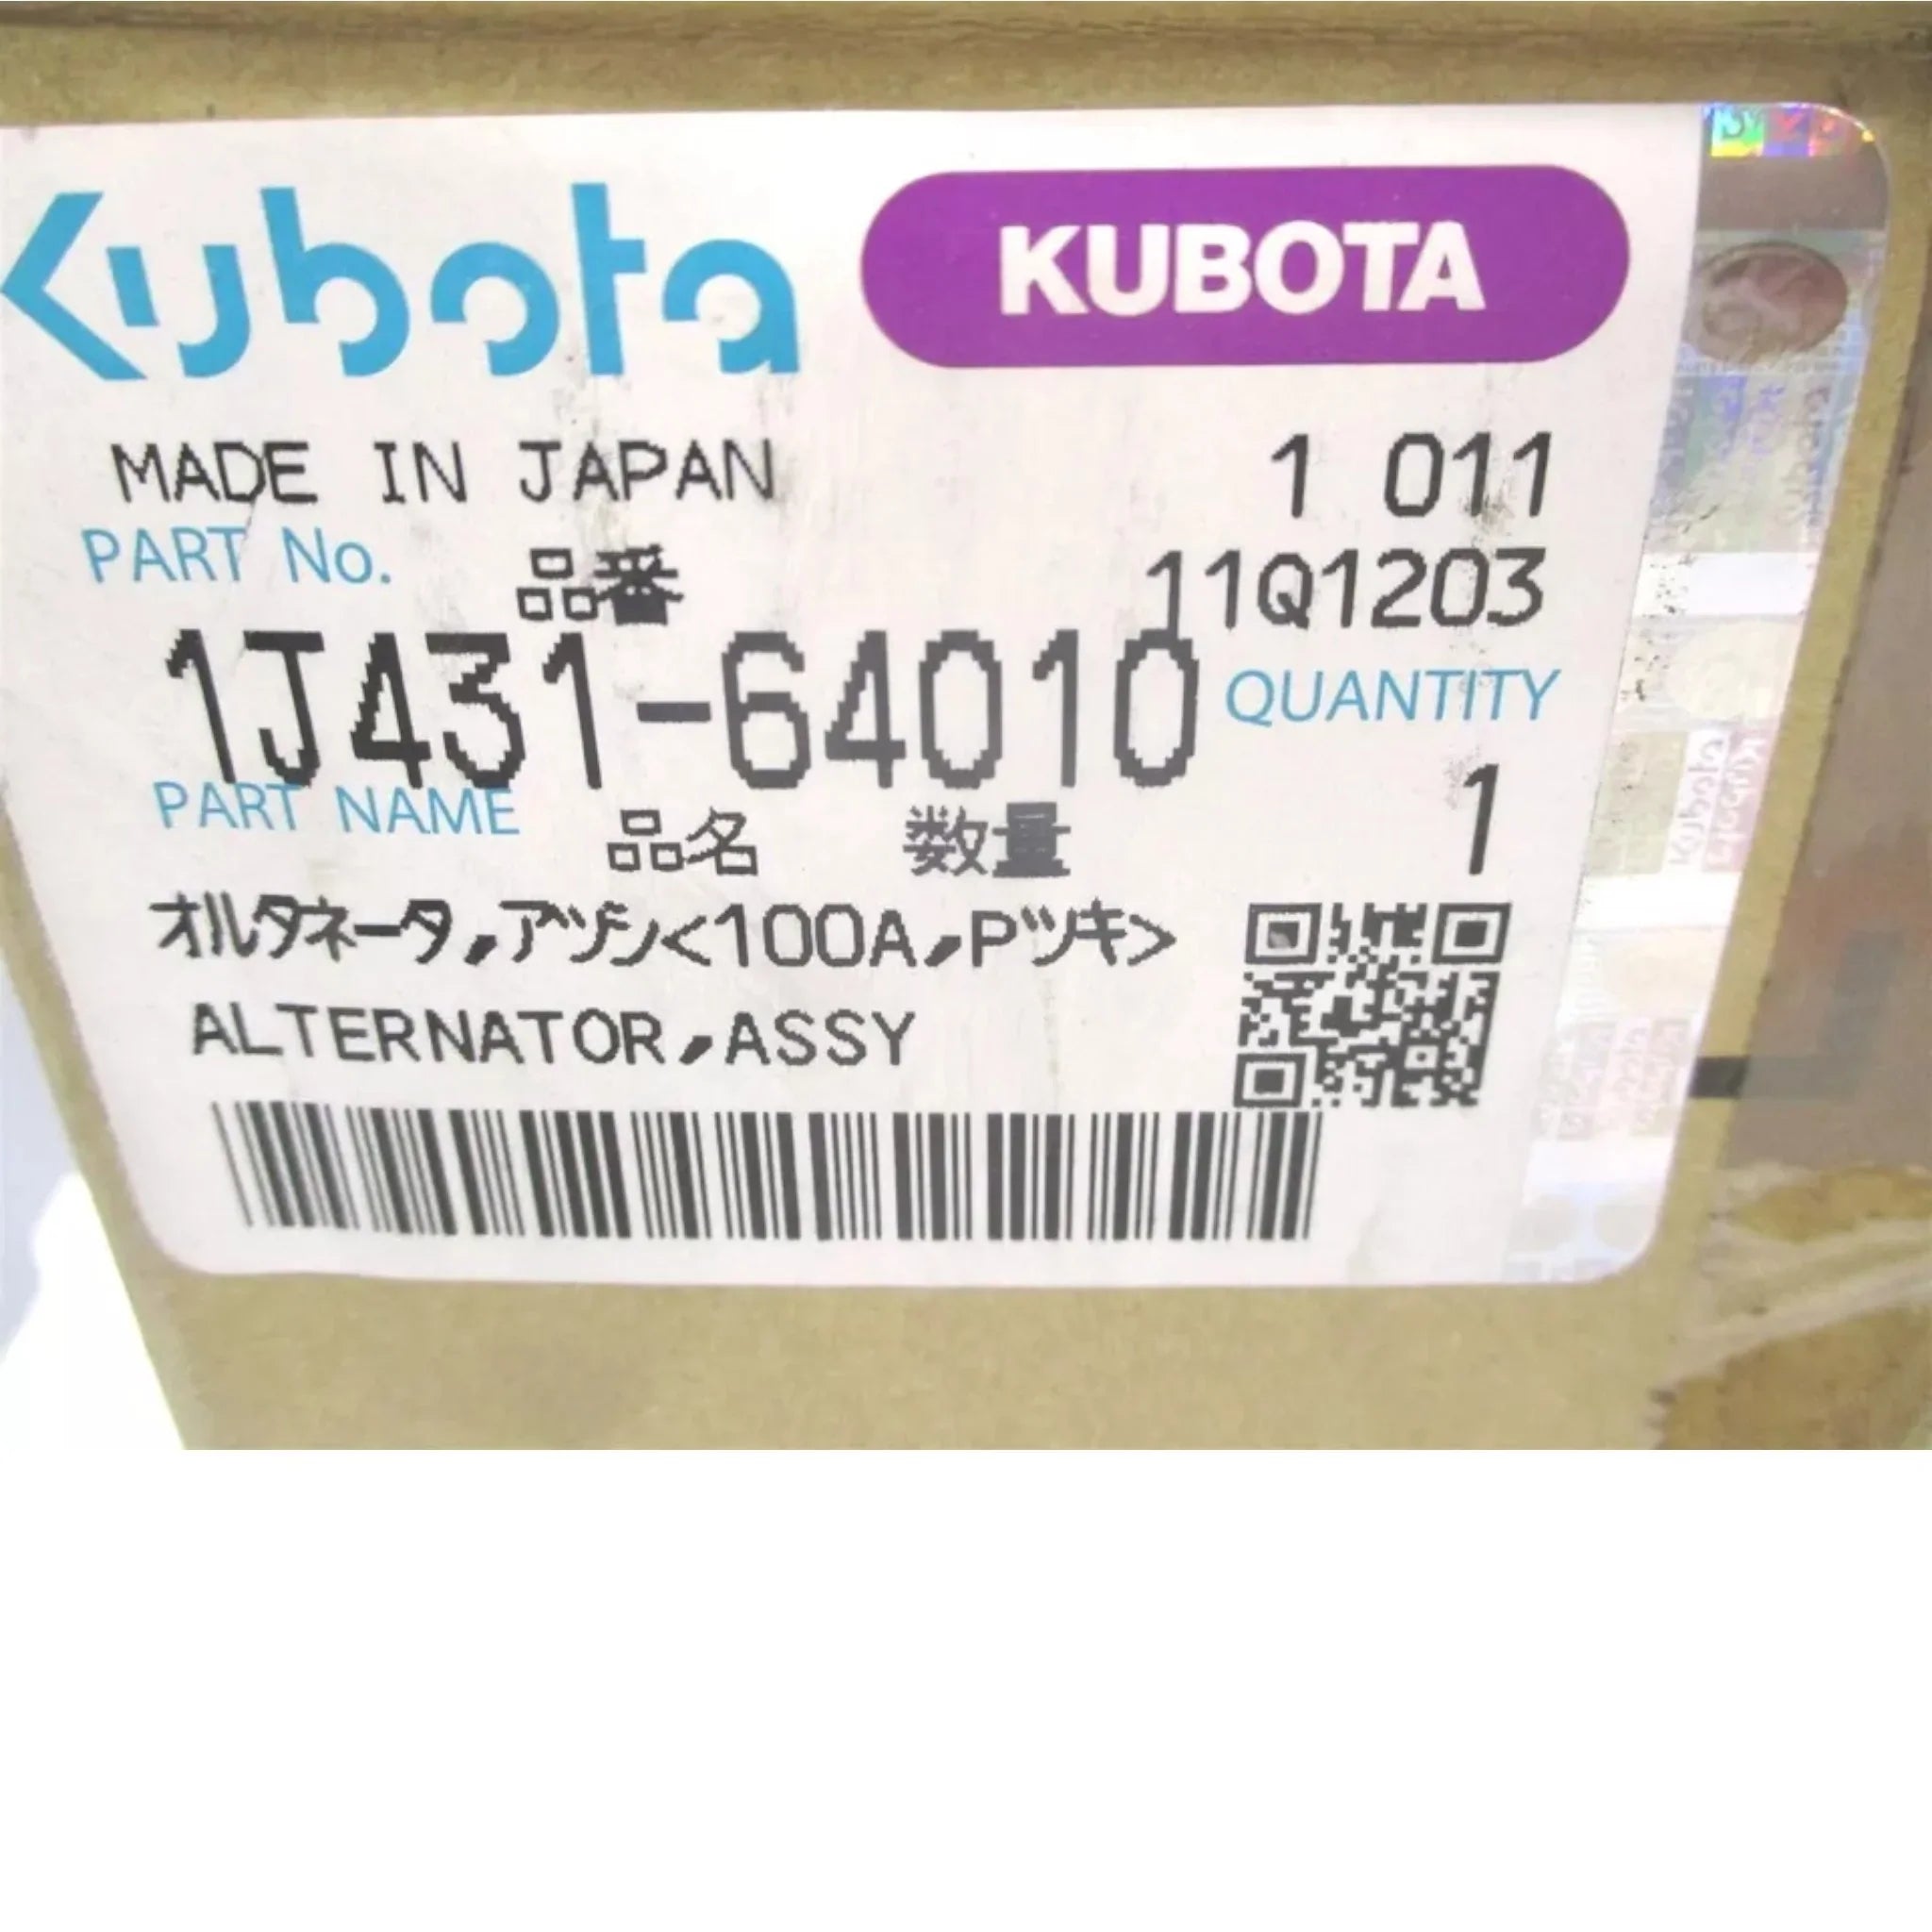 Kubota KUBOTA
MADE IN JAPAN 1 011
PART No. 品番 11Q1203
1J431-64010 QUANTITY
PART NAME 品名 数量 1
オルタネータ,アッシ<100A,Pツキ>
ALTERNATOR,ASSY